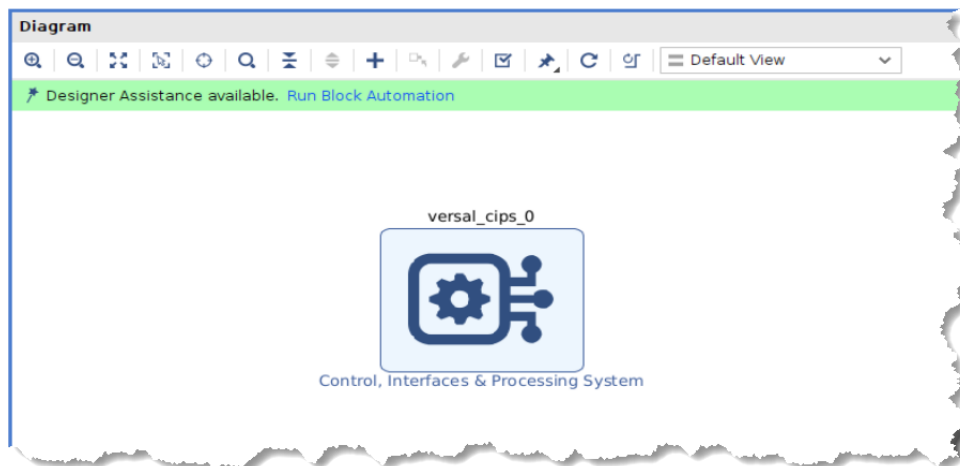 Diagram
Default View
Designer Assistance available. Run Block Automation
versal_cips_0
Control, Interfaces & Processing System